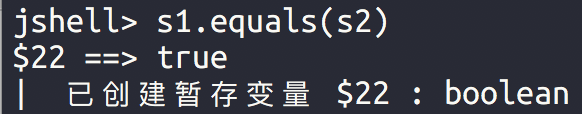 jshell> s1.equals(s2)
$22 ==> true
|  已创建暂存变量 $22 : boolean